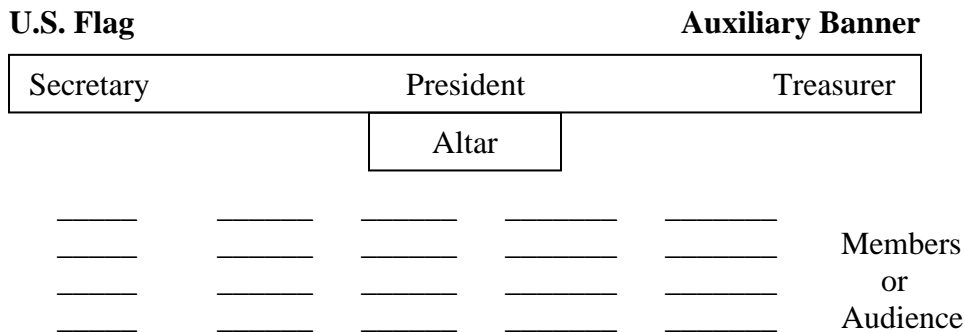 U.S. Flag Auxiliary Banner
Secretary President Treasurer
Altar
Members
or
Audience